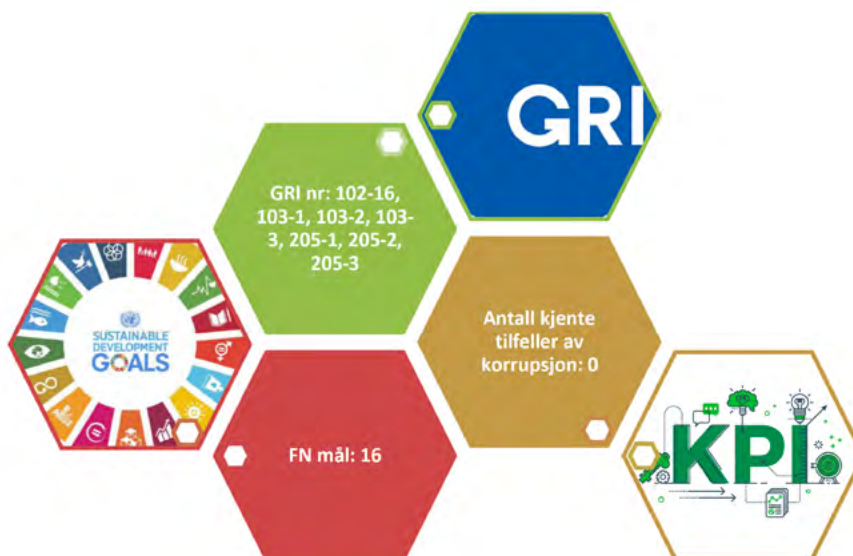 GRI
GRI nr: 102-16,
103-1, 103-2, 103-
3, 205-1, 205-2,
205-3
SUSTAINABLE
DEVELOPMENT
GOALS
Antall kjente
tilfeller av
korrupsjon: 0
FN mål: 16
KPI